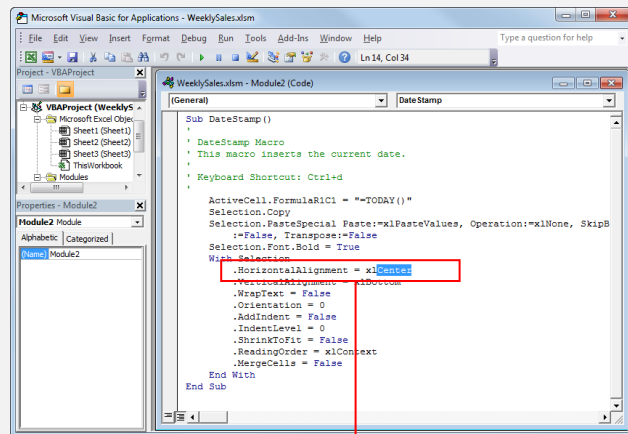 Microsoft Visual Basic for Applications - WeeklySales.xlsm
File Edit View Insert Format Debug Run Tools Add-Ins Window Help
Type a question for help
Ln 14, Col 34
Project - VBAProject
VBAProject (WeeklyS
Microsoft Excel Objec
Sheet1 (Sheet1)
Sheet2 (Sheet2)
Sheet3 (Sheet3)
ThisWorkbook
Modules
Properties - Module2
Module2 Module
Alphabetic Categorized
(Name) Module2
WeeklySales.xlsm - Module2 (Code)
(General) DateStamp
Sub DateStamp()
'
' DateStamp Macro
' This macro inserts the current date.
'
' Keyboard Shortcut: Ctrl+d
'
ActiveCell.FormulaR1C1 = "=TODAY()"
Selection.Copy
Selection.PasteSpecial Paste:=xlPasteValues, Operation:=xlNone, SkipB
:=False, Transpose:=False
Selection.Font.Bold = True
With Selection
.HorizontalAlignment = xlCenter
.VerticalAlignment = xlBottom
.WrapText = False
.Orientation = 0
.AddIndent = False
.IndentLevel = 0
.ShrinkToFit = False
.ReadingOrder = xlContext
.MergeCells = False
End With
End Sub